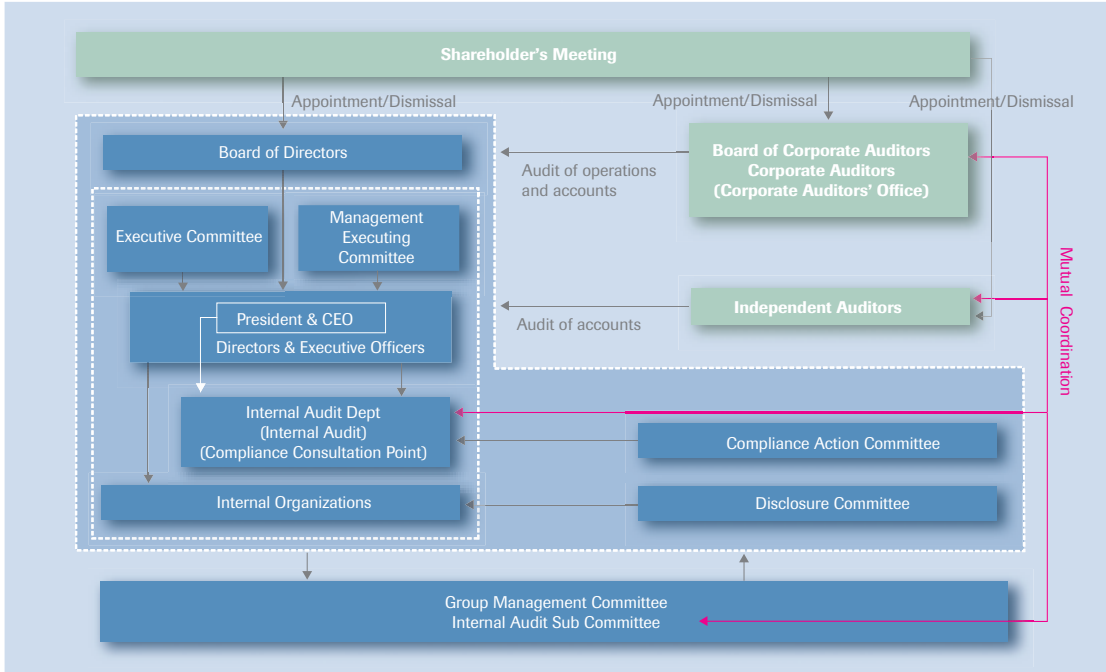 Shareholder's Meeting
Appointment/Dismissal
Appointment/Dismissal
Appointment/Dismissal
Board of Directors
Board of Corporate Auditors
Corporate Auditors
(Corporate Auditors' Office)
Audit of operations
and accounts
Executive Committee
Management
Executing
Committee
Mutual Coordination
President & CEO
Directors & Executive Officers
Independent Auditors
Audit of accounts
Internal Audit Dept
(Internal Audit)
(Compliance Consultation Point)
Compliance Action Committee
Internal Organizations
Disclosure Committee
Group Management Committee
Internal Audit Sub Committee